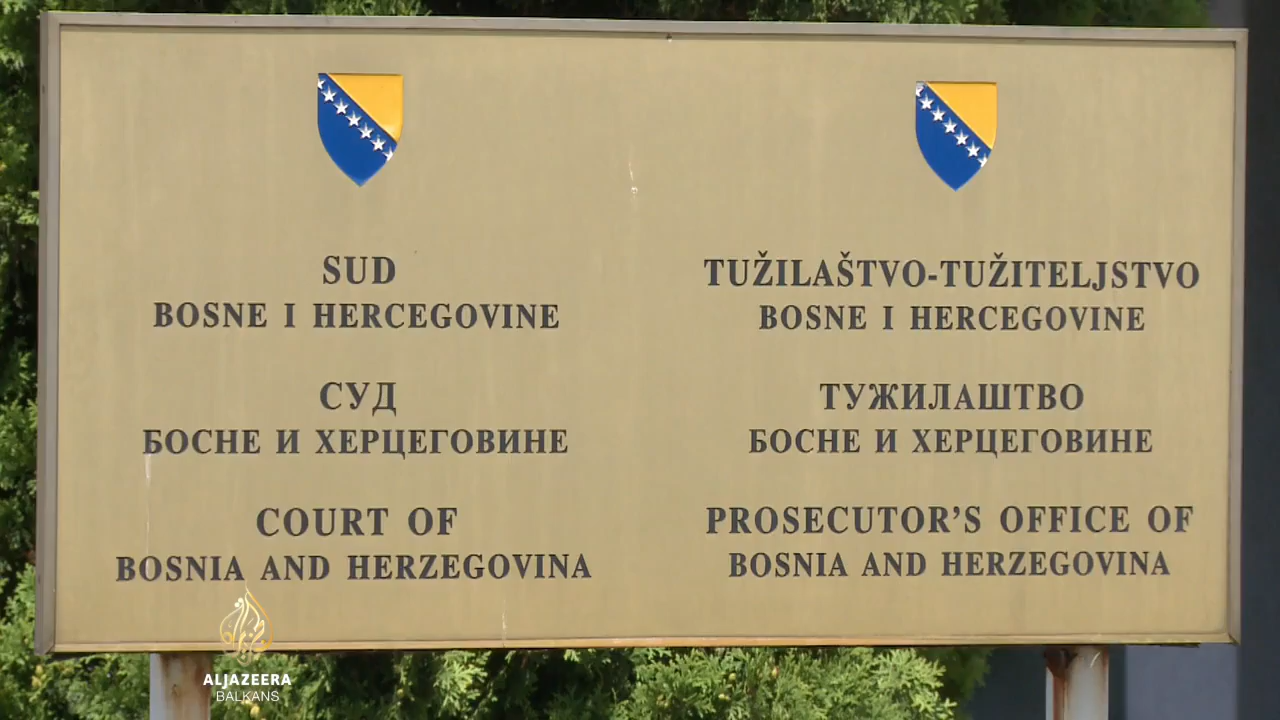 SUD
BOSNE I HERCEGOVINE
СУД
БОСНЕ И ХЕРЦЕГОВИНЕ
COURT OF
BOSNIA AND HERZEGOVINA
TUŽILAŠTVO-TUŽITELJSTVO
BOSNE I HERCEGOVINE
ТУЖИЛАШТВО
БОСНЕ И ХЕРЦЕГОВИНЕ
PROSECUTOR'S OFFICE OF
BOSNIA AND HERZEGOVINA
ALJAZEERA
BALKANS